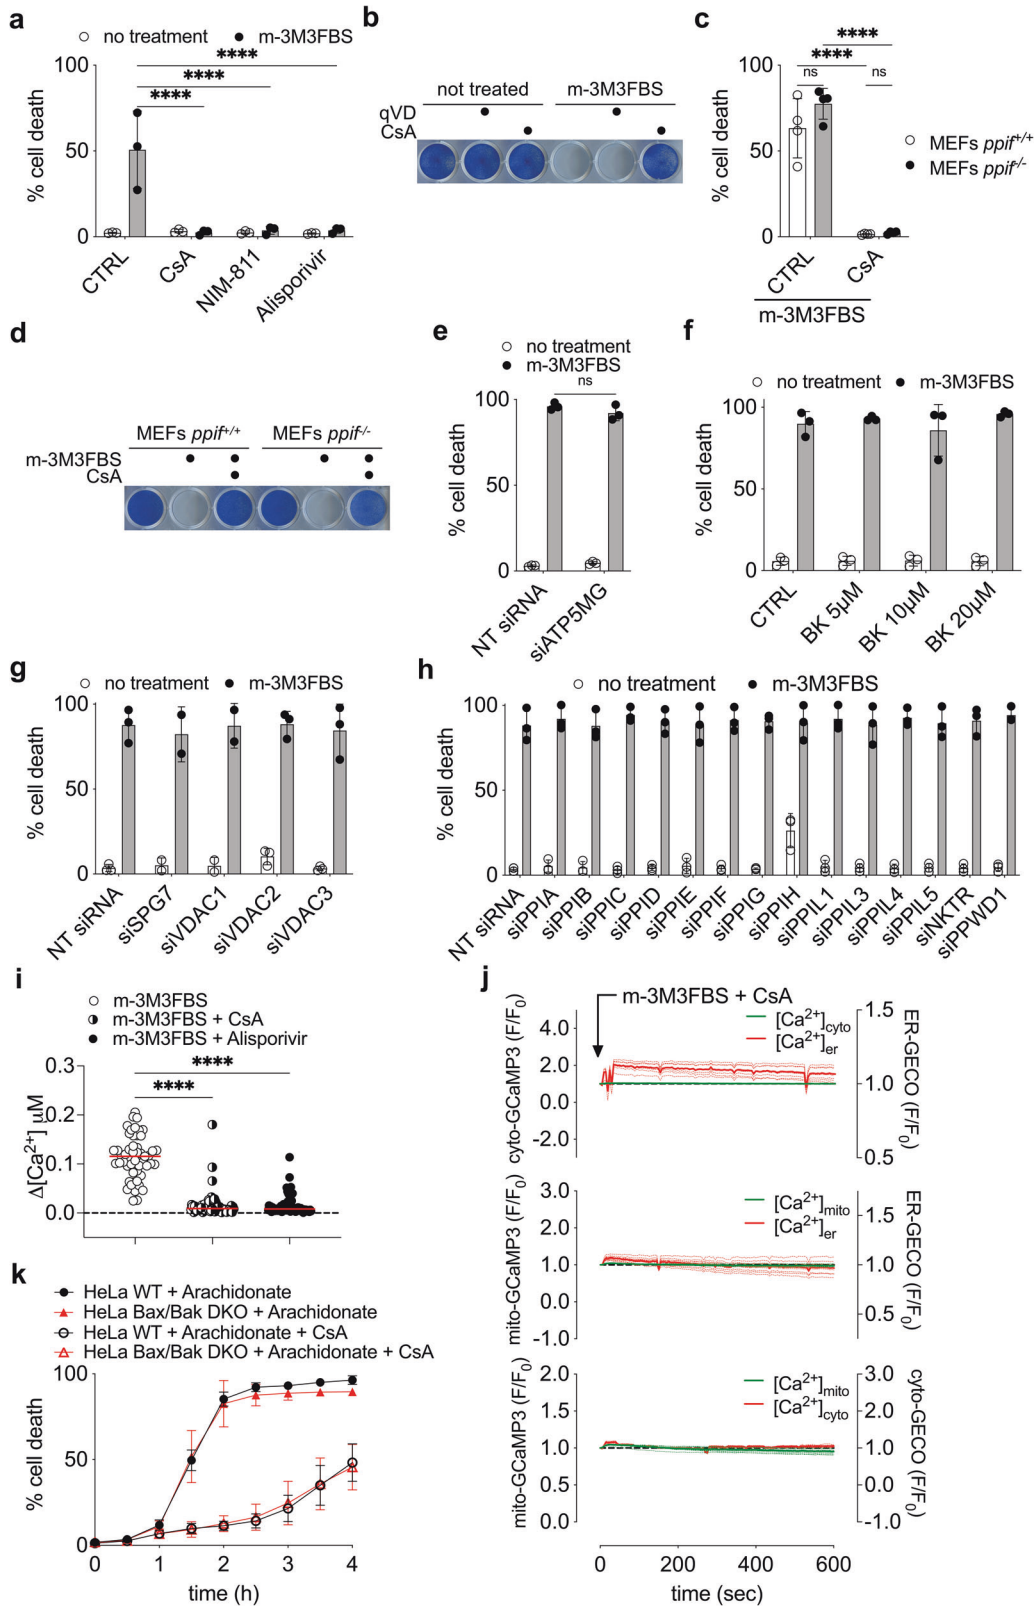 a
no treatment m-3M3FBS
% cell death
100
50
0
****
****
****
CTRL
CsA
NIM-811
Alisporivir
b
not treated m-3M3FBS
qVD
CsA
c
% cell death
100
50
0
****
****
ns
ns
MEFs ppif+/+
MEFs ppif-/-
CTRL
CsA
m-3M3FBS
d
MEFs ppif+/+ MEFs ppif-/-
m-3M3FBS
CsA
e
no treatment
m-3M3FBS
ns
% cell death
100
50
0
NT siRNA
siATP5MG
f
no treatment m-3M3FBS
% cell death
100
50
0
CTRL
BK 5µM
BK 10µM
BK 20µM
g
no treatment m-3M3FBS
% cell death
100
50
0
NT siRNA
siSPG7
siVDAC1
siVDAC2
siVDAC3
h
no treatment m-3M3FBS
% cell death
100
50
0
NT siRNA
siPPIA
siPPIB
siPPIC
siPPID
siPPIE
siPPIF
siPPIG
siPPIH
siPPIL1
siPPIL3
siPPIL4
siPPIL5
siNKTR
siPPWD1
i
m-3M3FBS
m-3M3FBS + CsA
m-3M3FBS + Alisporivir
Δ[Ca2+] µM
0.3
0.2
0.1
0.0
****
****
j
m-3M3FBS + CsA
cyto-GCaMP3 (F/F0)
4.0
2.0
0.0
-2.0
[Ca2+]cyto
[Ca2+]er
1.5
1.0
0.5
ER-GECO (F/F0)
mito-GCaMP3 (F/F0)
3.0
2.0
1.0
0.0
-1.0
[Ca2+]mito
[Ca2+]er
1.5
1.0
0.5
ER-GECO (F/F0)
mito-GCaMP3 (F/F0)
2.0
1.5
1.0
0.5
0.0
[Ca2+]mito
[Ca2+]cyto
3.0
2.0
1.0
0.0
-1.0
cyto-GECO (F/F0)
0 200 400 600
time (sec)
k
HeLa WT + Arachidonate
HeLa Bax/Bak DKO + Arachidonate
HeLa WT + Arachidonate + CsA
HeLa Bax/Bak DKO + Arachidonate + CsA
% cell death
100
50
0
0 1 2 3 4
time (h)